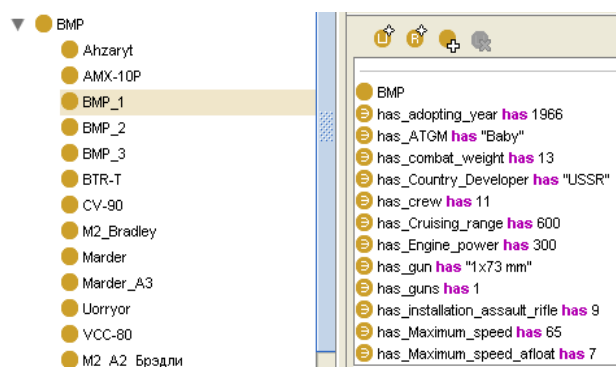 BMP
Ahzaryt
AMX-10P
BMP_1
BMP_2
BMP_3
BTR-T
CV-90
M2_Bradley
Marder
Marder_A3
Uorryor
VCC-80
M2_A2_Брэдли
BMP
has_adopting_year has 1966
has_ATGM has "Baby"
has_combat_weight has 13
has_Country_Developer has "USSR"
has_crew has 11
has_Cruising_range has 600
has_Engine_power has 300
has_gun has "1x73 mm"
has_guns has 1
has_installation_assault_rifle has 9
has_Maximum_speed has 65
has_Maximum_speed_afloat has 7